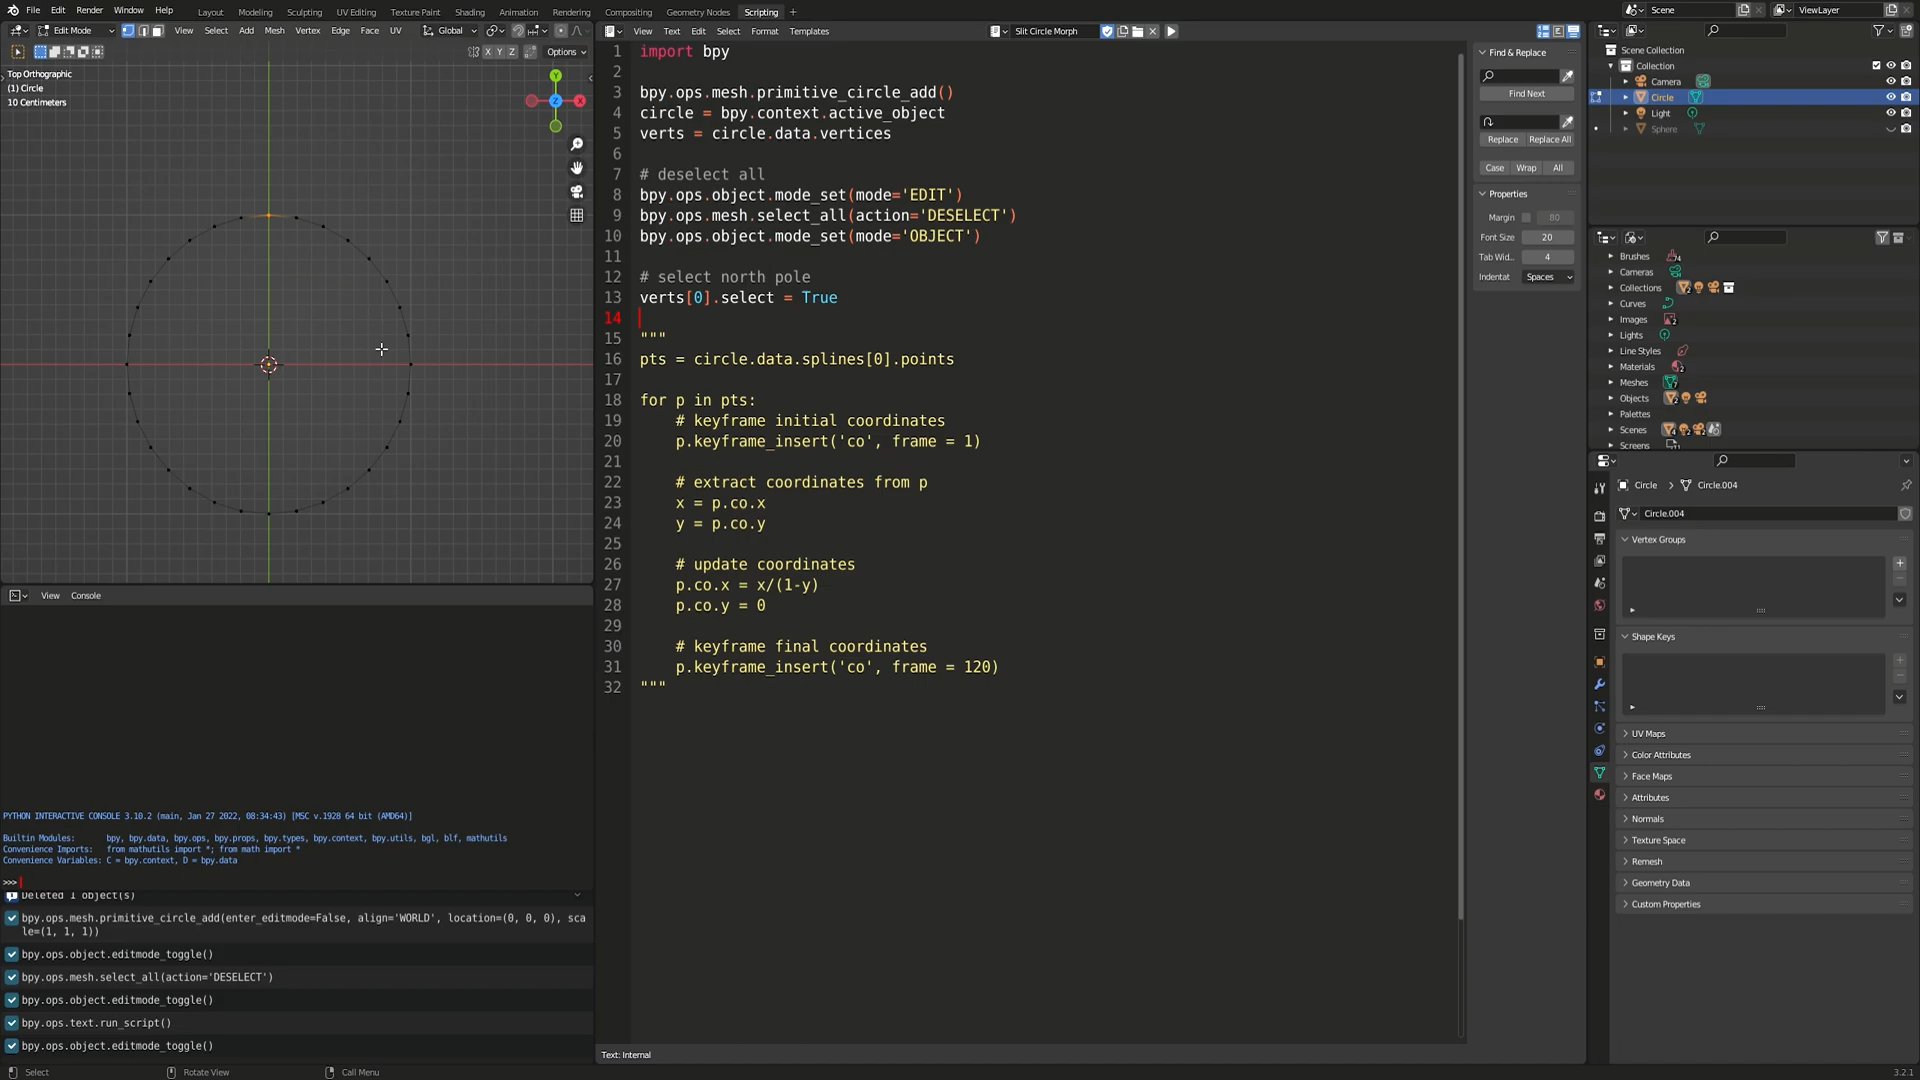 File Edit Render Window Help Layout Modeling Sculpting UV Editing Texture Paint Shading Animation Rendering Compositing Geometry Nodes Scripting + Scene ViewLayer
Edit Mode View Select Add Mesh Vertex Edge Face UV Global
X Y Z Options
Top Orthographic
(1) Circle
10 Centimeters
Y
Z
X
View Console
PYTHON INTERACTIVE CONSOLE 3.10.2 (main, Jan 27 2022, 08:34:43) [MSC v.1928 64 bit (AMD64)]
Builtin Modules: bpy, bpy.data, bpy.ops, bpy.props, bpy.types, bpy.context, bpy.utils, bgl, blf, mathutils
Convenience Imports: from mathutils import *; from math import *
Convenience Variables: C = bpy.context, D = bpy.data
>>>
Deleted 1 object(s)
bpy.ops.mesh.primitive_circle_add(enter_editmode=False, align='WORLD', location=(0, 0, 0), sca
le=(1, 1, 1))
bpy.ops.object.editmode_toggle()
bpy.ops.mesh.select_all(action='DESELECT')
bpy.ops.object.editmode_toggle()
bpy.ops.text.run_script()
bpy.ops.object.editmode_toggle()
View Text Edit Select Format Templates Slit Circle Morph
1 import bpy
2
3 bpy.ops.mesh.primitive_circle_add()
4 circle = bpy.context.active_object
5 verts = circle.data.vertices
6
7 # deselect all
8 bpy.ops.object.mode_set(mode='EDIT')
9 bpy.ops.mesh.select_all(action='DESELECT')
10 bpy.ops.object.mode_set(mode='OBJECT')
11
12 # select north pole
13 verts[0].select = True
14
15 """
16 pts = circle.data.splines[0].points
17
18 for p in pts:
19 # keyframe initial coordinates
20 p.keyframe_insert('co', frame = 1)
21
22 # extract coordinates from p
23 x = p.co.x
24 y = p.co.y
25
26 # update coordinates
27 p.co.x = x/(1-y)
28 p.co.y = 0
29
30 # keyframe final coordinates
31 p.keyframe_insert('co', frame = 120)
32 """
Text: Internal
Find & Replace
Find Next
Replace Replace All
Case Wrap All
Properties
Margin 80
Font Size 20
Tab Wid.. 4
Indentat Spaces
Scene Collection
Collection
Camera
Circle
Light
Sphere
Brushes 74
Cameras
Collections 2
Curves
Images 2
Lights
Line Styles
Materials 2
Meshes 7
Objects 2
Palettes
Scenes 4 2 2
Screens 11
Circle > Circle.004
Circle.004
Vertex Groups
Shape Keys
UV Maps
Color Attributes
Face Maps
Attributes
Normals
Texture Space
Remesh
Geometry Data
Custom Properties
Select Rotate View Call Menu 3.2.1